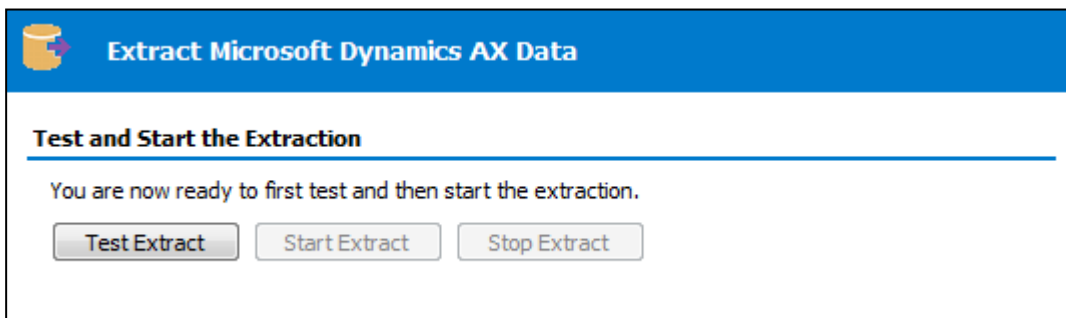 Extract Microsoft Dynamics AX Data
Test and Start the Extraction
You are now ready to first test and then start the extraction.
Test Extract Start Extract Stop Extract